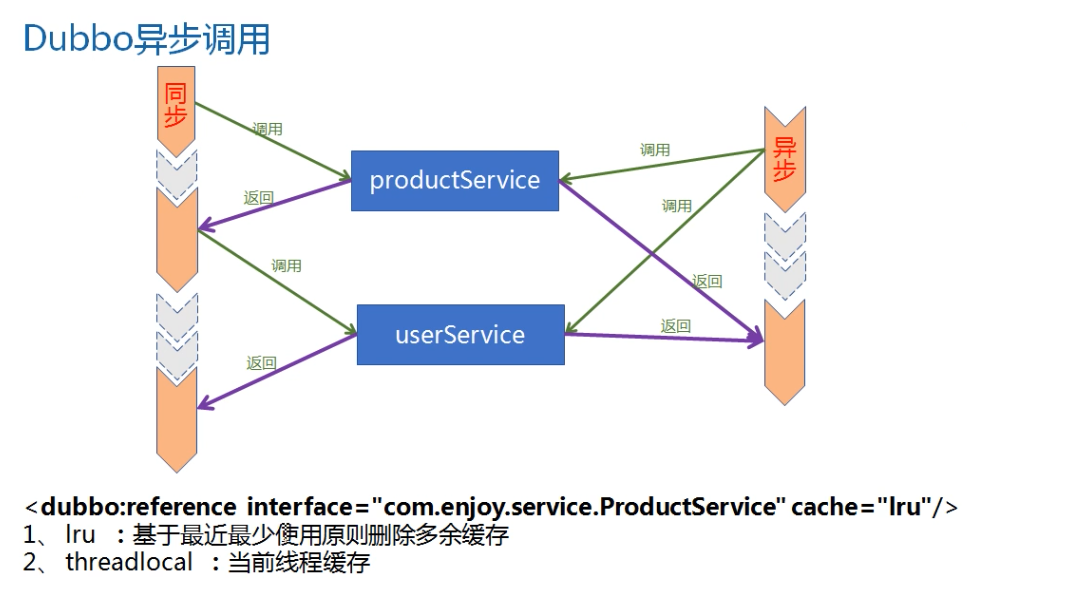 Dubbo异步调用
同步
调用
返回
调用
返回
productService
userService
调用
调用
返回
返回
异步
<dubbo:reference interface="com.enjoy.service.ProductService" cache="lru"/>
1、 lru ：基于最近最少使用原则删除多余缓存
2、 threadlocal ：当前线程缓存